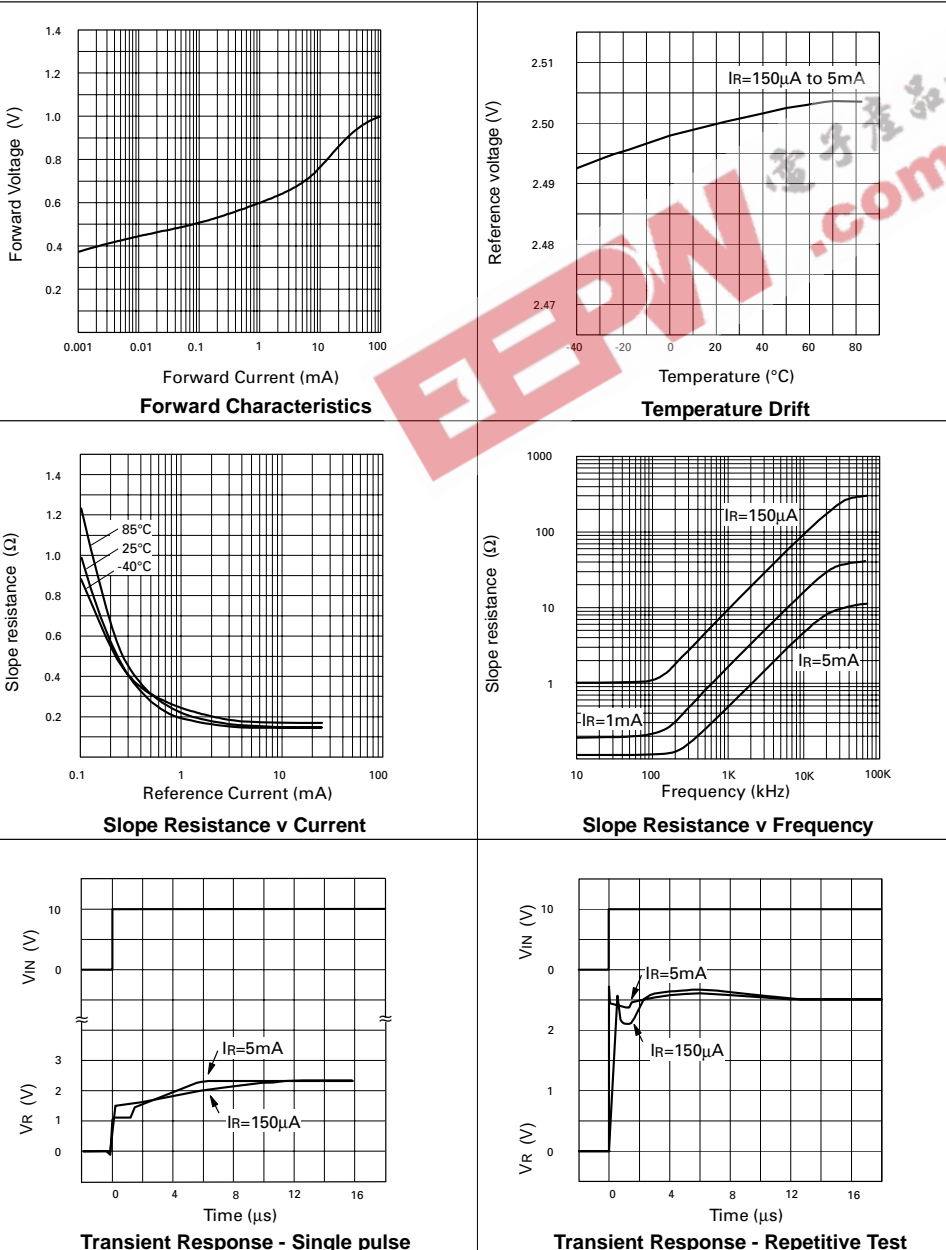 Forward Voltage (V)
1.4
1.2
1.0
0.8
0.6
0.4
0.2
0.001 0.01 0.1 1 10 100
Forward Current (mA)
Forward Characteristics
Reference voltage (V)
2.51
2.50
2.49
2.48
2.47
IR=150µA to 5mA
-40 -20 0 20 40 60 80
Temperature (°C)
Temperature Drift
電子產品
EEPW .com
Slope resistance (Ω)
1.4
1.2
1.0
0.8
0.6
0.4
0.2
85°C
25°C
-40°C
0.1 1 10 100
Reference Current (mA)
Slope Resistance v Current
Slope resistance (Ω)
1000
100
10
1
IR=150µA
IR=5mA
IR=1mA
10 100 1K 10K 100K
Frequency (kHz)
Slope Resistance v Frequency
VIN (V)
10
0
≈ ≈
VR (V)
3
2
1
0
IR=5mA
IR=150µA
0 4 8 12 16
Time (µs)
Transient Response - Single pulse
VIN (V)
10
0
VR (V)
2
1
0
IR=5mA
IR=150µA
0 4 8 12 16
Time (µs)
Transient Response - Repetitive Test